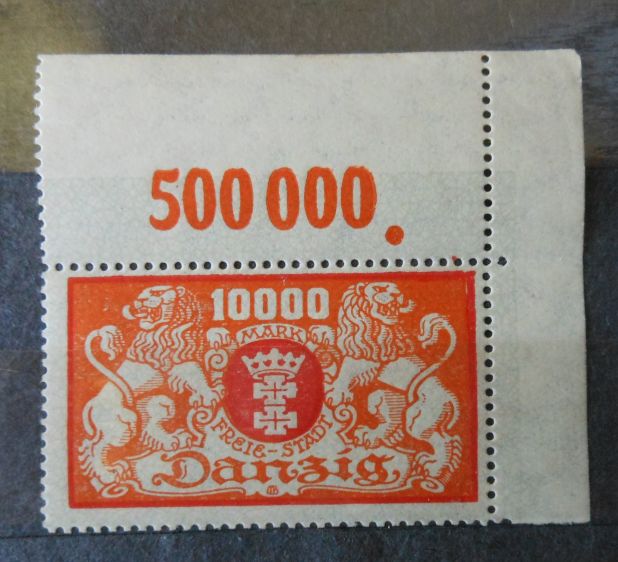 500 000.
10000
MARK
FREIE-STADT
Danzig